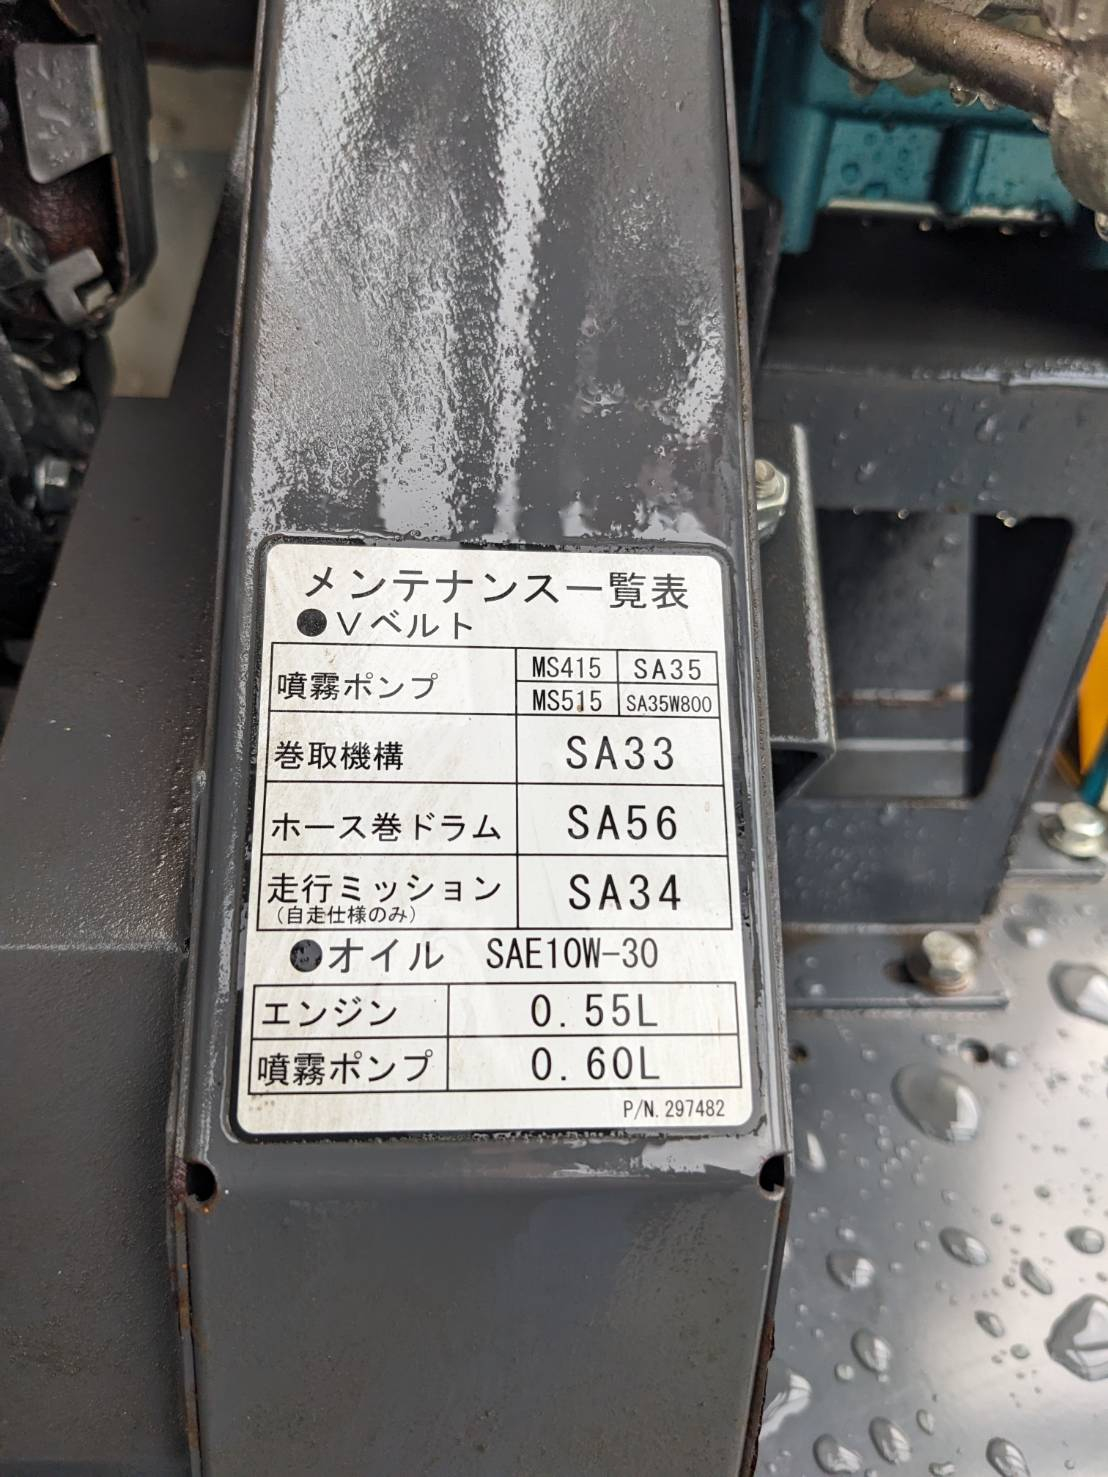 メンテナンス一覧表
●Vベルト
噴霧ポンプ MS415 SA35
MS515 SA35W800
巻取機構 SA33
ホース巻ドラム SA56
走行ミッション SA34
(自走仕様のみ)
●オイル SAE10W-30
エンジン 0.55L
噴霧ポンプ 0.60L
P/N. 297482